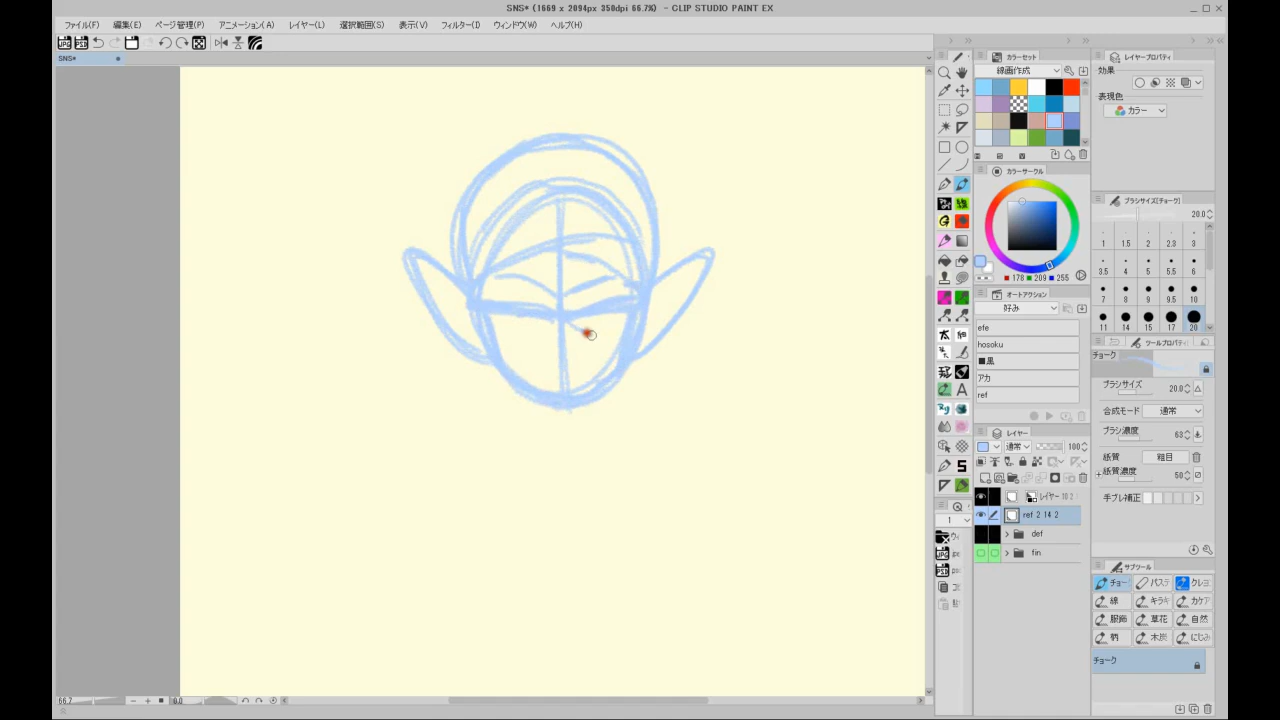 SNS* (1669 x 2094px 350dpi 66.7%) - CLIP STUDIO PAINT EX
ファイル(F) 編集(E) ページ管理(P) アニメーション(A) レイヤー(L) 選択範囲(S) 表示(V) フィルター(I) ウィンドウ(W) ヘルプ(H)
SNS*
カラーセット
線画作成
カラーサークル
178 209 255
オートアクション
好み
efe
hosoku
■黒
アカ
ref
レイヤー
通常 100
レイヤー 10 2
ref 2 14 2
def
fin
レイヤープロパティ
効果
表現色
カラー
ブラシサイズ[チョーク]
20.0
1 1.5 2 2.3 3
3.5 4 5 5.5 6
7 8 9 9.5 10
11 14 15 17 20
ツールプロパティ
チョーク
ブラシサイズ 20.0
合成モード 通常
ブラシ濃度 63
紙質 粗目
紙質濃度 50
手ブレ補正
サブツール
チョー パステ クレヨ
線 キラキ カケア
服飾 草花 自然
柄 木炭 にじみ
チョーク
1
66.7 0.0